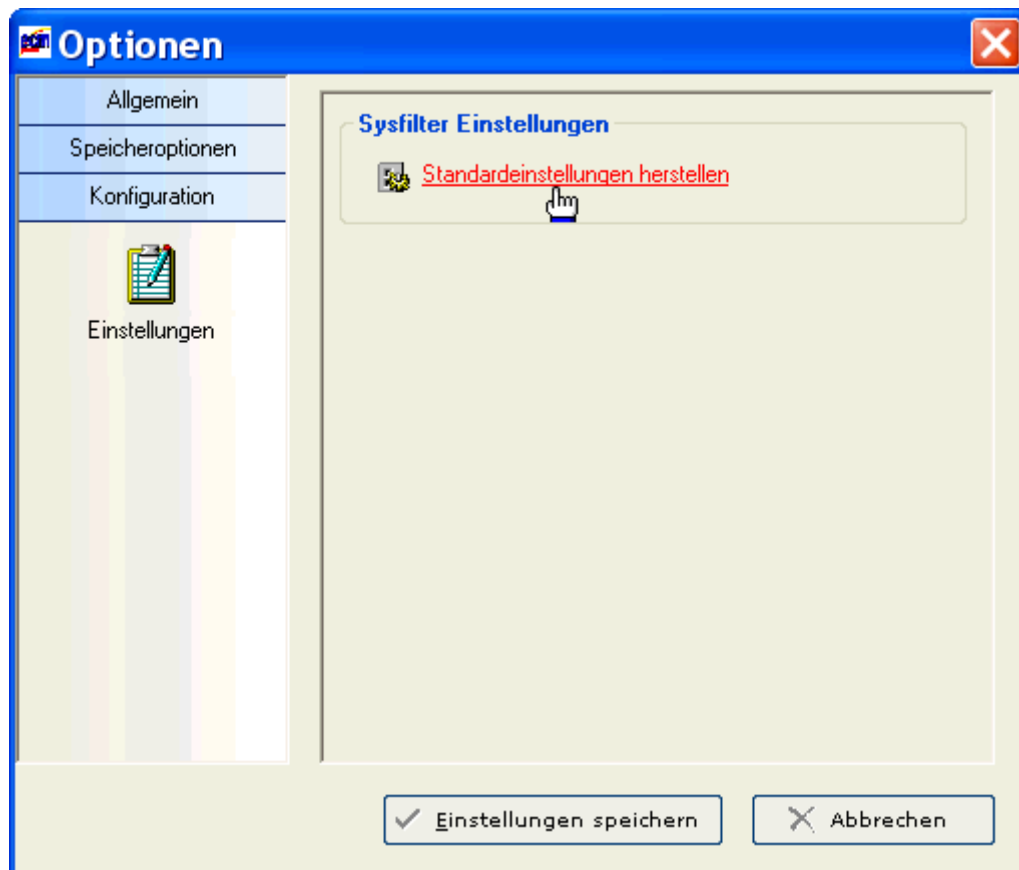 Optionen
Allgemein
Speicheroptionen
Konfiguration
Einstellungen
Sysfilter Einstellungen
Standardeinstellungen herstellen
Einstellungen speichern
Abbrechen